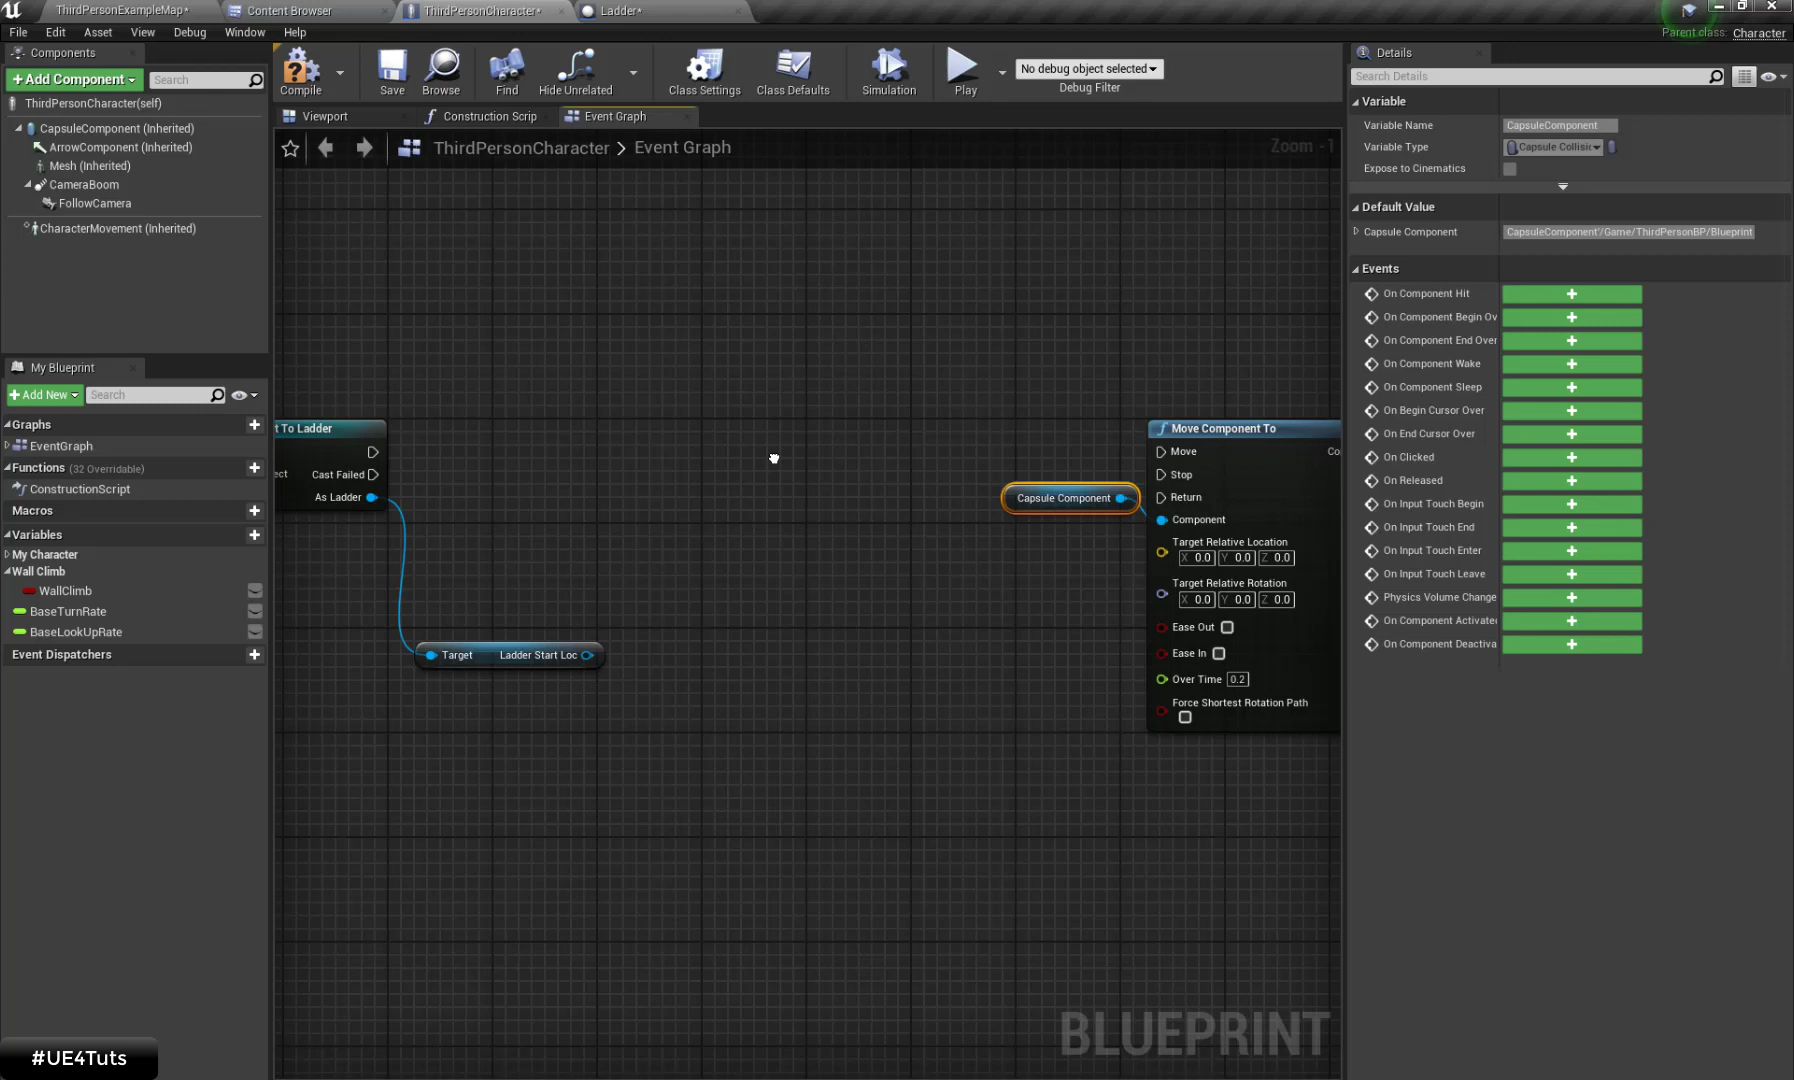 ThirdPersonExampleMap*
Content Browser
ThirdPersonCharacter*
Ladder*
File
Edit
Asset
View
Debug
Window
Help
Parent class: Character
Components
+Add Component
Search
ThirdPersonCharacter(self)
CapsuleComponent (Inherited)
ArrowComponent (Inherited)
Mesh (Inherited)
CameraBoom
FollowCamera
CharacterMovement (Inherited)
My Blueprint
+Add New
Search
Graphs
EventGraph
Functions (32 Overridable)
ConstructionScript
Macros
Variables
My Character
Wall Climb
WallClimb
BaseTurnRate
BaseLookUpRate
Event Dispatchers
#UE4Tuts
Compile
Save
Browse
Find
Hide Unrelated
Class Settings
Class Defaults
Simulation
Play
No debug object selected
Debug Filter
Viewport
Construction Scrip
Event Graph
ThirdPersonCharacter > Event Graph
Zoom -1
t To Ladder
ect
Cast Failed
As Ladder
Target
Ladder Start Loc
Capsule Component
Move Component To
Move
Co
Stop
Return
Component
Target Relative Location
X 0.0 Y 0.0 Z 0.0
Target Relative Rotation
X 0.0 Y 0.0 Z 0.0
Ease Out
Ease In
Over Time 0.2
Force Shortest Rotation Path
BLUEPRINT
Details
Search Details
Variable
Variable Name
CapsuleComponent
Variable Type
Capsule Collisic
Expose to Cinematics
Default Value
Capsule Component
CapsuleComponent'/Game/ThirdPersonBP/Blueprint
Events
On Component Hit
On Component Begin Ov
On Component End Over
On Component Wake
On Component Sleep
On Begin Cursor Over
On End Cursor Over
On Clicked
On Released
On Input Touch Begin
On Input Touch End
On Input Touch Enter
On Input Touch Leave
Physics Volume Change
On Component Activated
On Component Deactiva